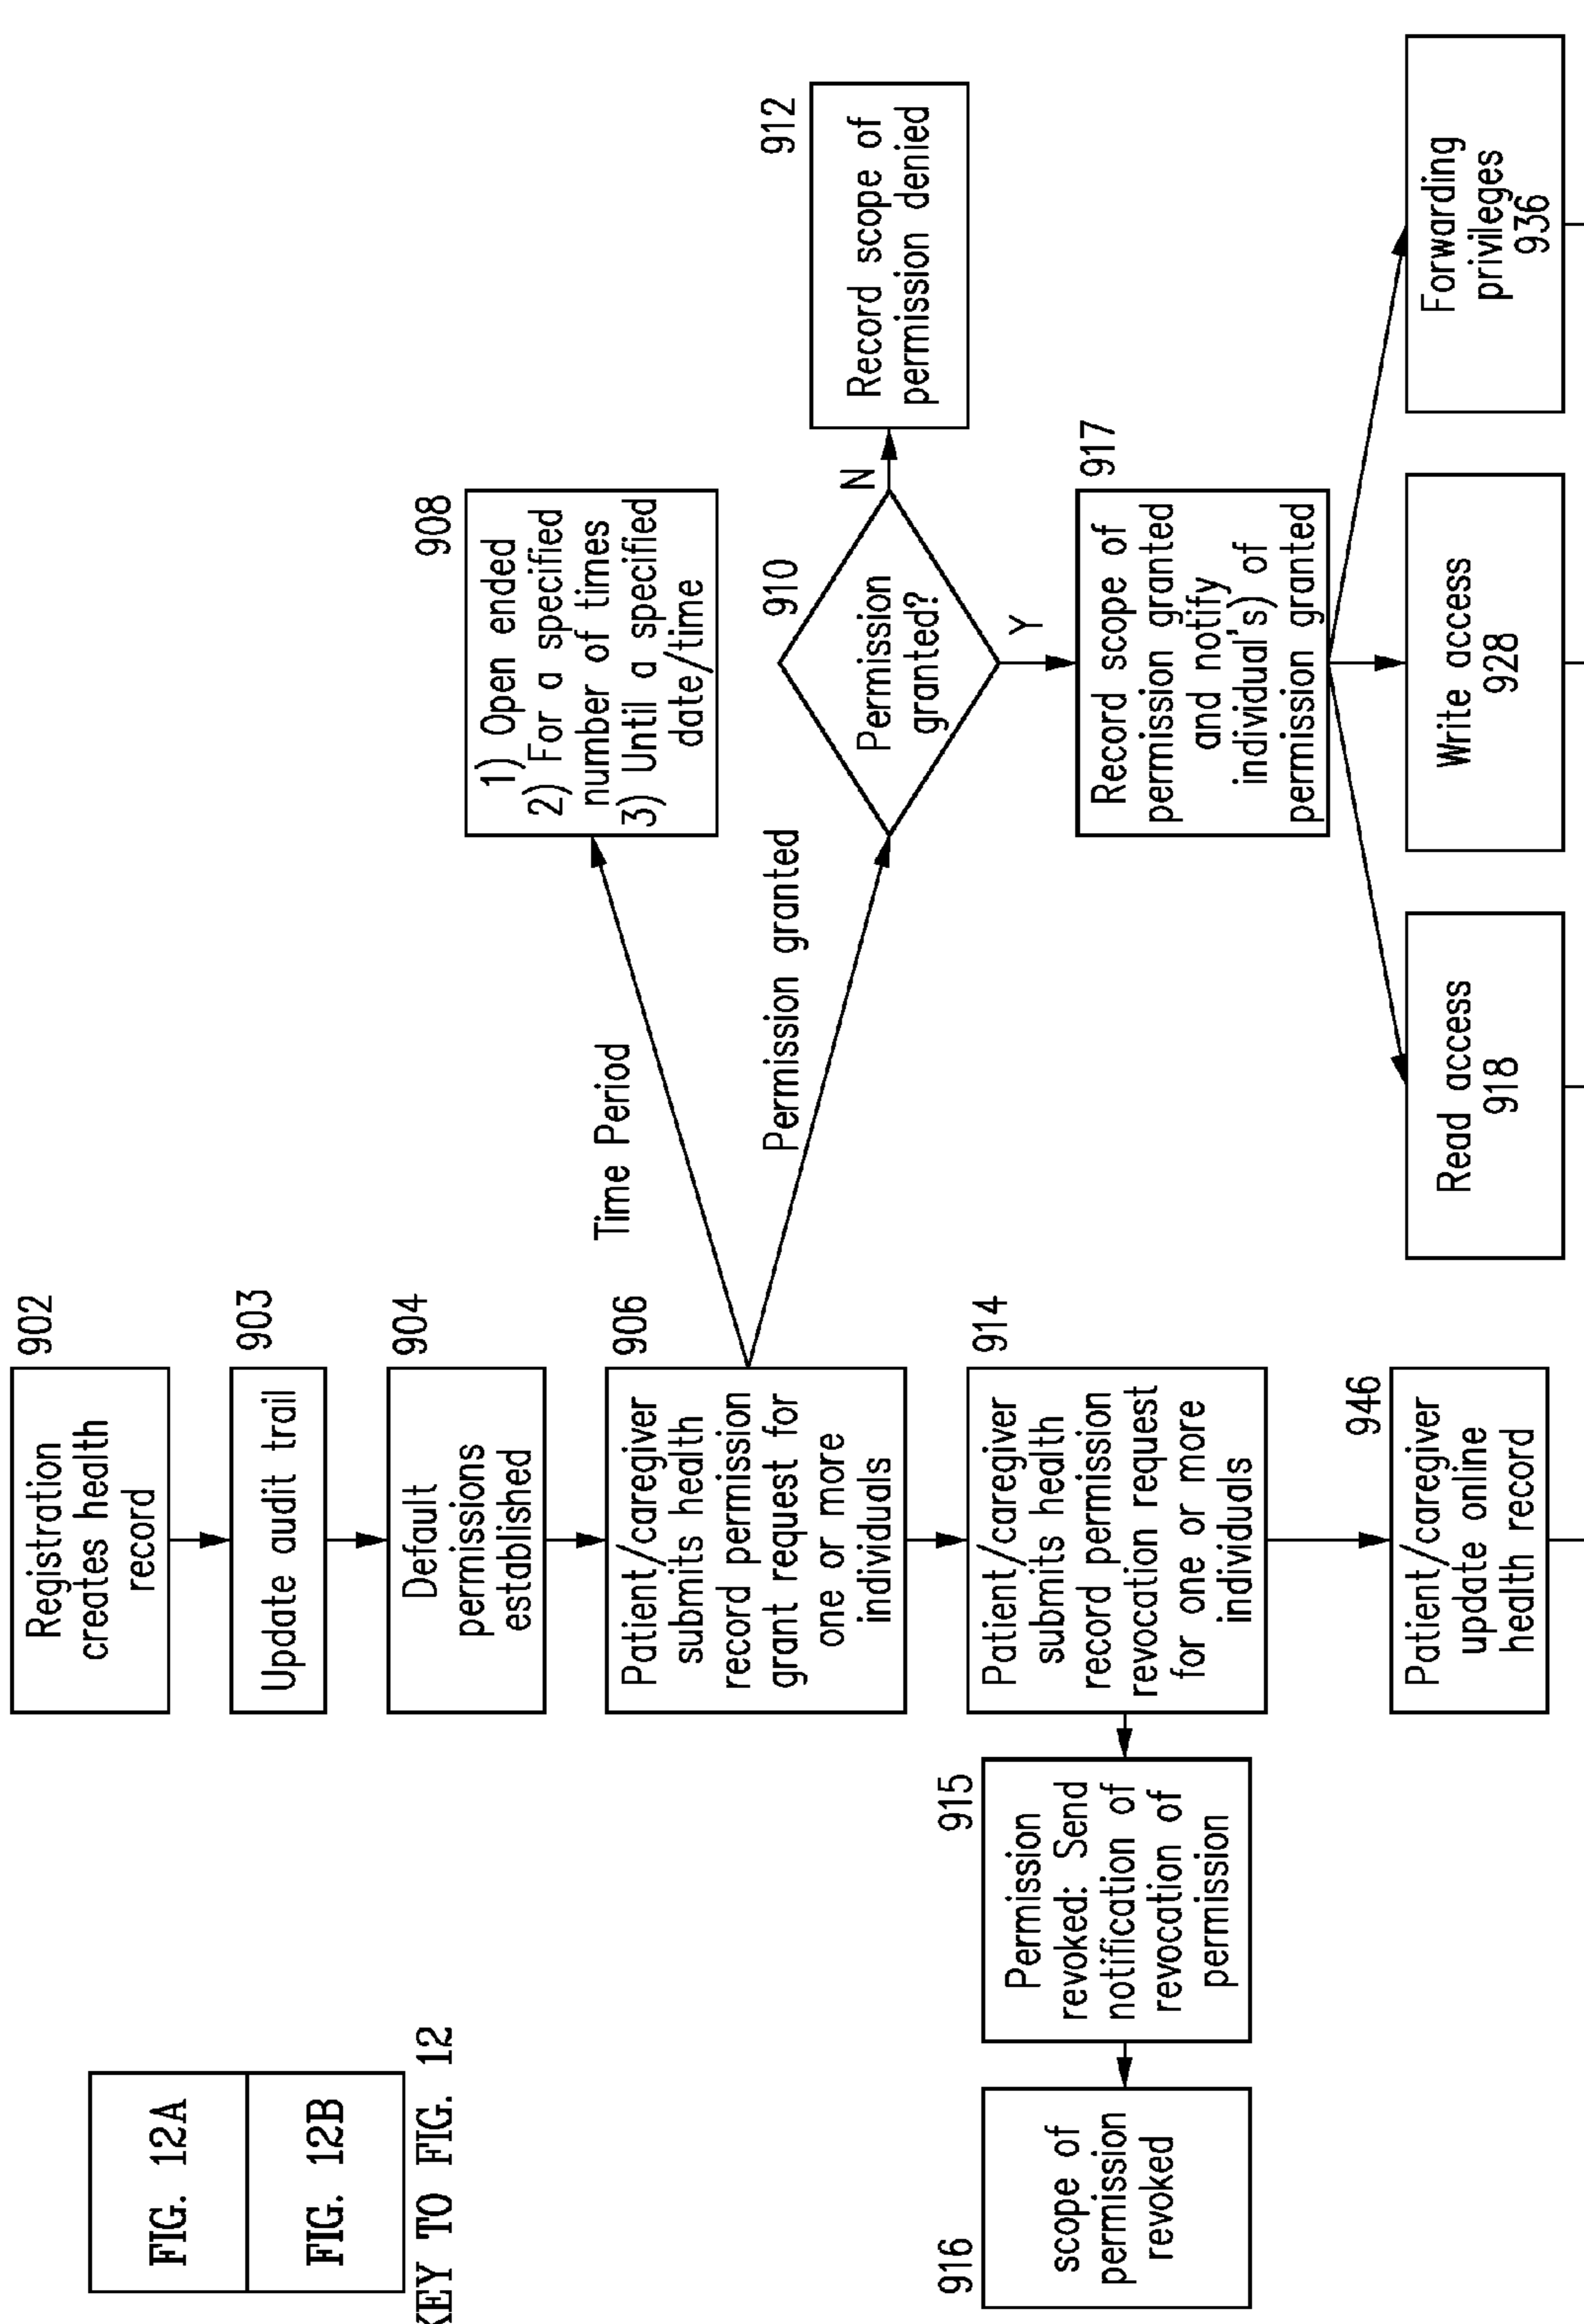 FIG. 12A
FIG. 12B
KEY TO FIG. 12
902
Registration
creates health
record
903
Update audit trail
904
Default
permissions
established
906
Patient/caregiver
submits health
record permission
grant request for
one or more
individuals
Time Period
908
1) Open ended
2) For a specified
number of times
3) Until a specified
date/time
Permission granted
910
Permission
granted?
N
912
Record scope of
permission denied
Y
917
Record scope of
permission granted
and notify
individual's) of
permission granted
914
Patient/caregiver
submits health
record permission
revocation request
for one or more
individuals
915
Permission
revoked: Send
notification of
revocation of
permission
916
scope of
permission
revoked
946
Patient/caregiver
update online
health record
Read access
918
Write access
928
Forwarding
privileges
936